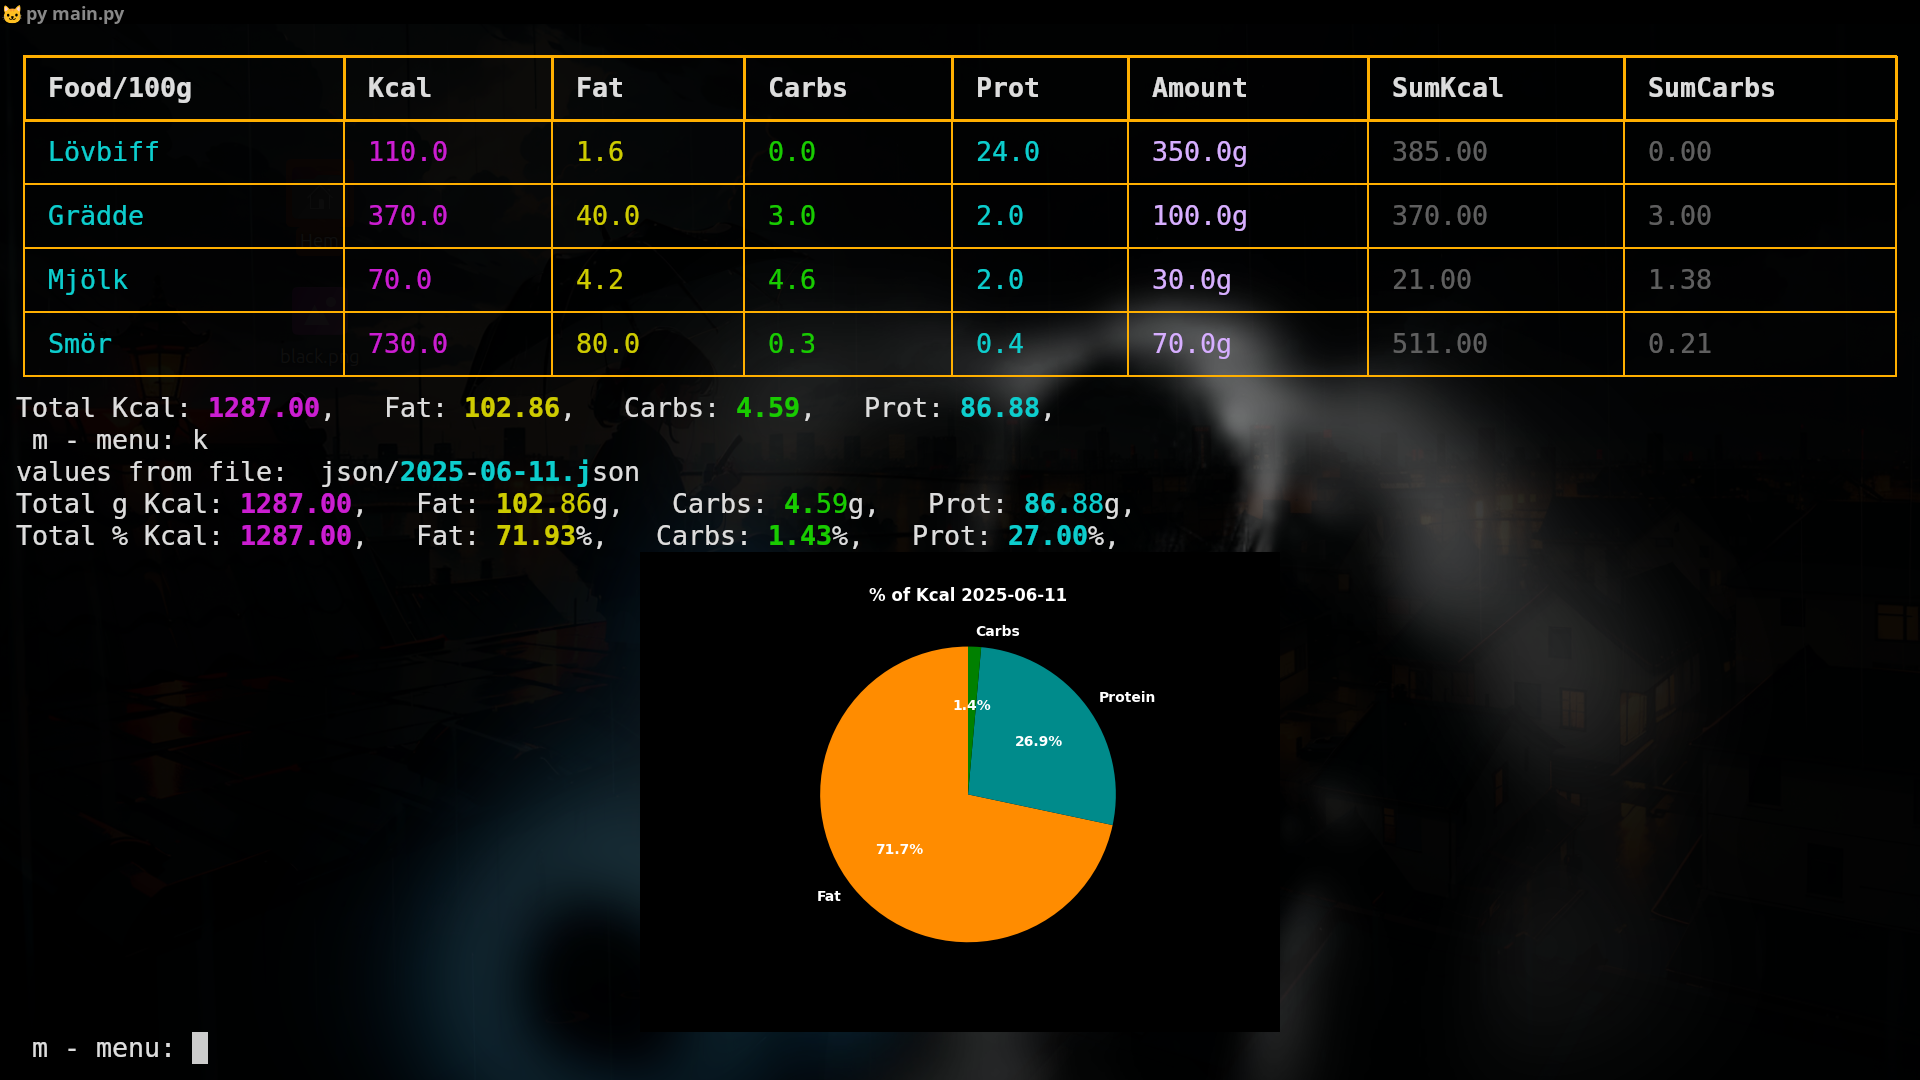 py main.py
Food/100g Kcal Fat Carbs Prot Amount SumKcal SumCarbs
Lövbiff 110.0 1.6 0.0 24.0 350.0g 385.00 0.00
Grädde 370.0 40.0 3.0 2.0 100.0g 370.00 3.00
Hem
Mjölk 70.0 4.2 4.6 2.0 30.0g 21.00 1.38
Smör 730.0 80.0 0.3 0.4 70.0g 511.00 0.21
black.png
Total Kcal: 1287.00, Fat: 102.86, Carbs: 4.59, Prot: 86.88,
m - menu: k
values from file: json/2025-06-11.json
Total g Kcal: 1287.00, Fat: 102.86g, Carbs: 4.59g, Prot: 86.88g,
Total % Kcal: 1287.00, Fat: 71.93%, Carbs: 1.43%, Prot: 27.00%,
% of Kcal 2025-06-11
Carbs
Protein
1.4%
26.9%
71.7%
Fat
m - menu: